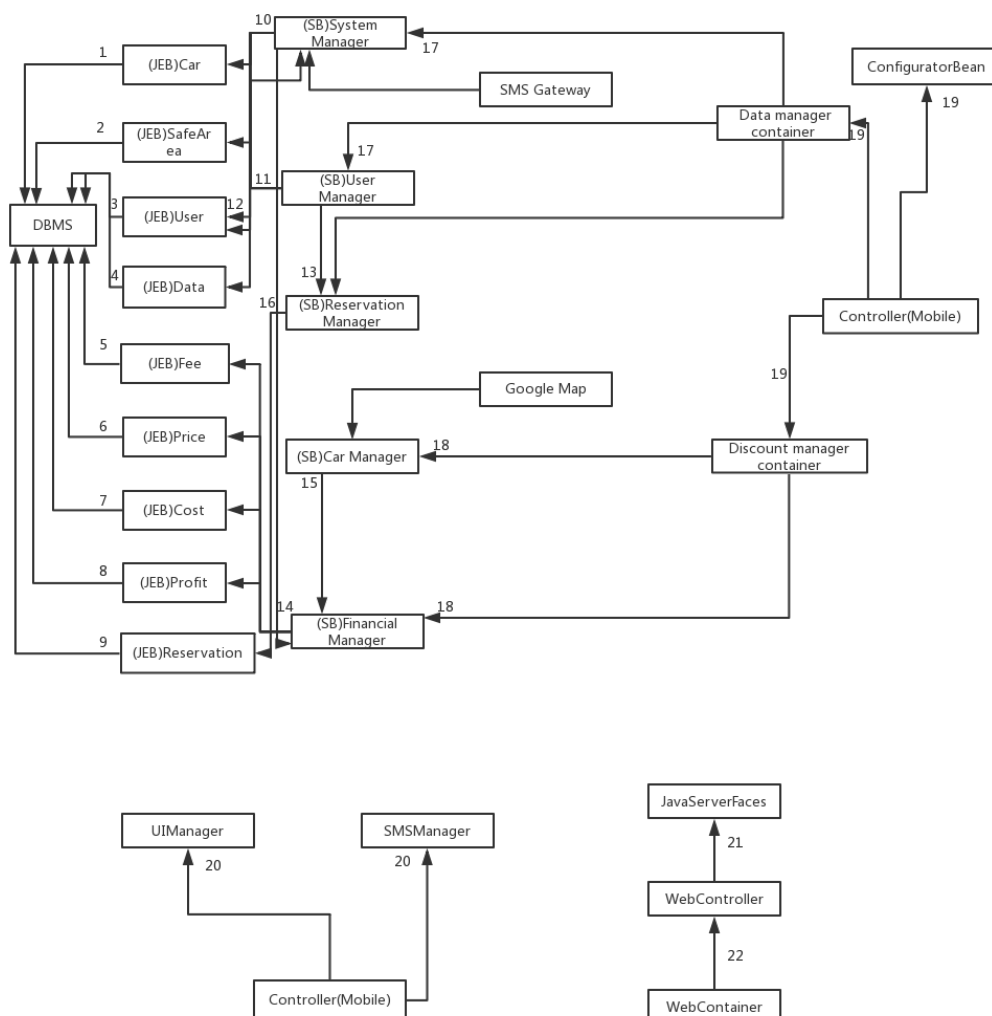 10
(SB)System
Manager
17
1
(JEB)Car
ConfiguratorBean
SMS Gateway
19
2
(JEB)SafeAr
ea
Data manager
container
19
17
11
(SB)User
Manager
3
(JEB)User
12
DBMS
4
(JEB)Data
13
16
(SB)Reservation
Manager
Controller(Mobile)
5
(JEB)Fee
19
Google Map
6
(JEB)Price
(SB)Car Manager
18
Discount manager
container
15
7
(JEB)Cost
8
(JEB)Profit
14
(SB)Financial
Manager
18
9
(JEB)Reservation
JavaServerFaces
UIManager
SMSManager
20
20
21
WebController
22
Controller(Mobile)
WebContainer